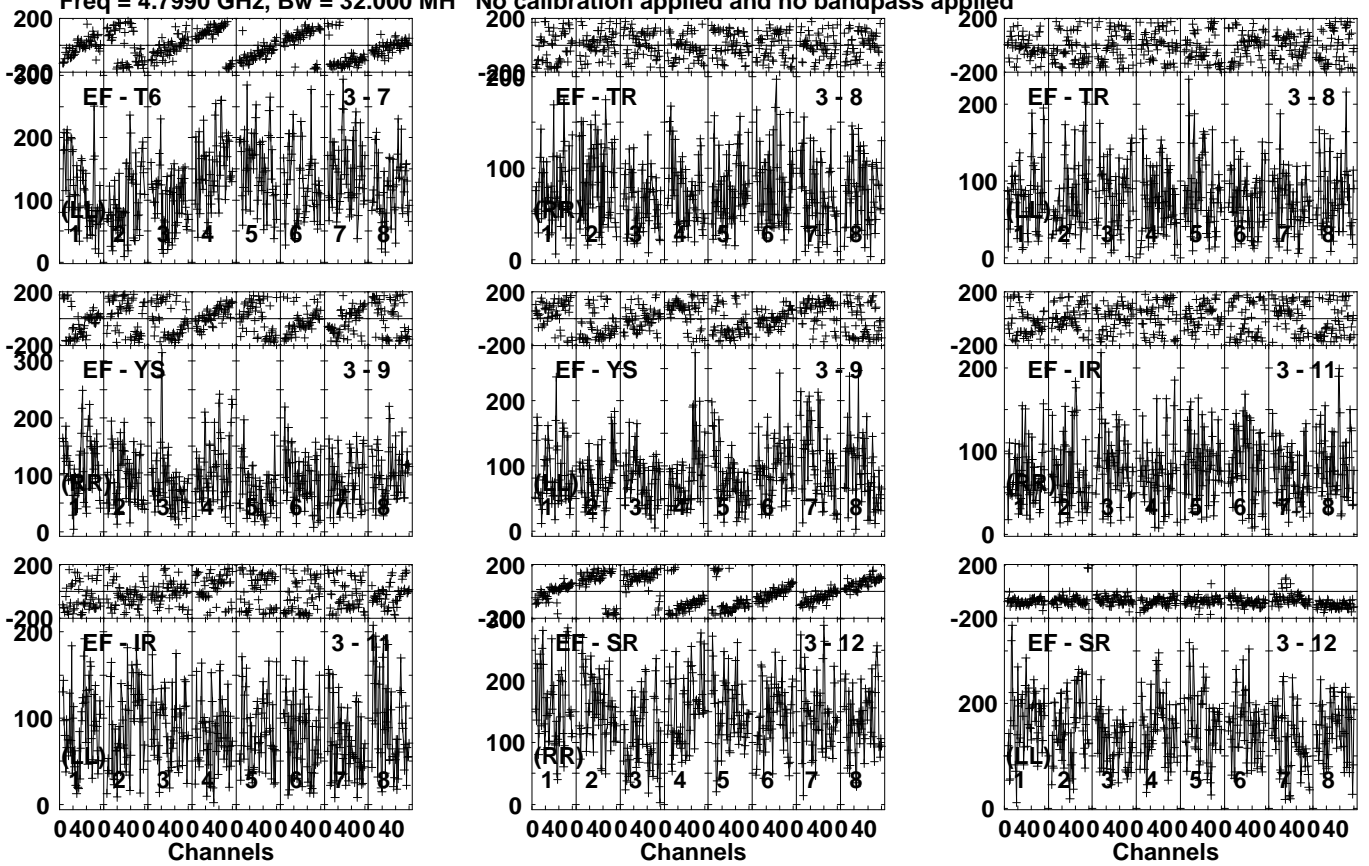 Freq = 4.7990 GHz, Bw = 32.000 MH No calibration applied and no bandpass applied
200 200 200
-200 -200 -200
300 200
EF - T6 3 - 7 EF - TR 3 - 8 EF - TR 3 - 8
200 200
100 100 100
(LL) (RR) (LL)
1 2 3 4 5 6 7 8 1 2 3 4 5 6 7 8 1 2 3 4 5 6 7 8
0 0 0
200 200 200
-200 -200 -200
300 200
EF - YS 3 - 9 EF - YS 3 - 9 EF - IR 3 - 11
200 200
100 100 100
(RR) (LL) (RR)
1 2 3 4 5 6 7 8 1 2 3 4 5 6 7 8 1 2 3 4 5 6 7 8
0 0 0
200 200 200
-200 -200
200 300
EF - IR 3 - 11 EF - SR 3 - 12 EF - SR 3 - 12
200 200
100 100
(LL) (RR) (LL)
1 2 3 4 5 6 7 8 1 2 3 4 5 6 7 8 1 2 3 4 5 6 7 8
0 0 0
0 40 0 40 0 40 0 40 0 40 0 40 0 40 0 40 0 40 0 40 0 40 0 40 0 40 0 40 0 40 0 40 0 40 0 40 0 40 0 40 0 40 0 40 0 40 0 40
Channels Channels Channels